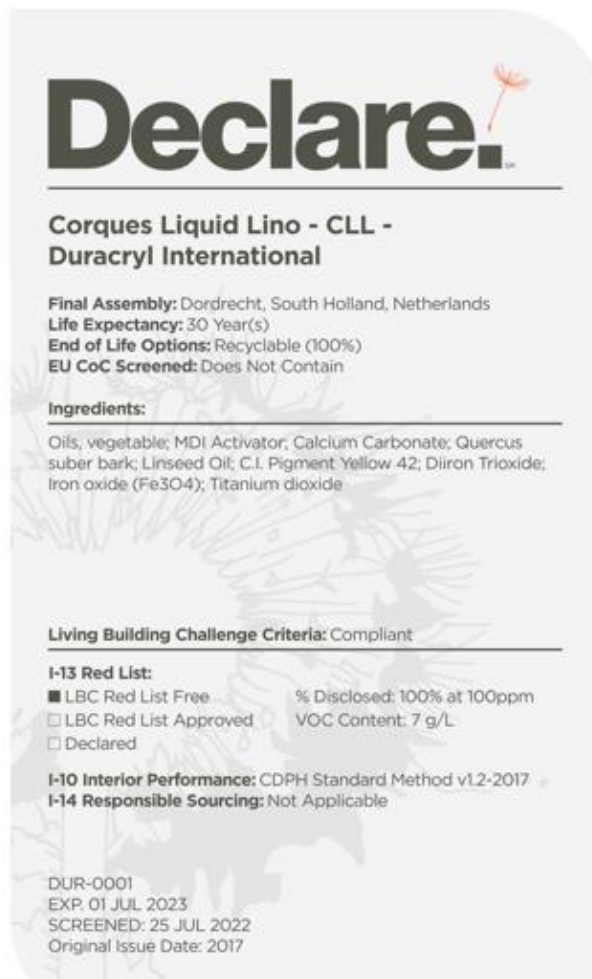 Declare.
Corques Liquid Lino - CLL -
Duracryl International
Final Assembly: Dordrecht, South Holland, Netherlands
Life Expectancy: 30 Year(s)
End of Life Options: Recyclable (100%)
EU CoC Screened: Does Not Contain
Ingredients:
Oils, vegetable; MDI Activator; Calcium Carbonate; Quercus
suber bark; Linseed Oil; C.I. Pigment Yellow 42; Diiron Trioxide;
Iron oxide (Fe3O4); Titanium dioxide
Living Building Challenge Criteria: Compliant
I-13 Red List:
■ LBC Red List Free % Disclosed: 100% at 100ppm
□ LBC Red List Approved VOC Content: 7 g/L
□ Declared
I-10 Interior Performance: CDPH Standard Method v1.2-2017
I-14 Responsible Sourcing: Not Applicable
DUR-0001
EXP. 01 JUL 2023
SCREENED: 25 JUL 2022
Original Issue Date: 2017